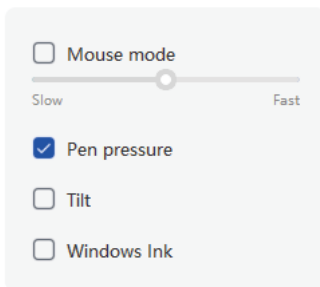 Mouse mode
Slow Fast
Pen pressure
Tilt
Windows Ink